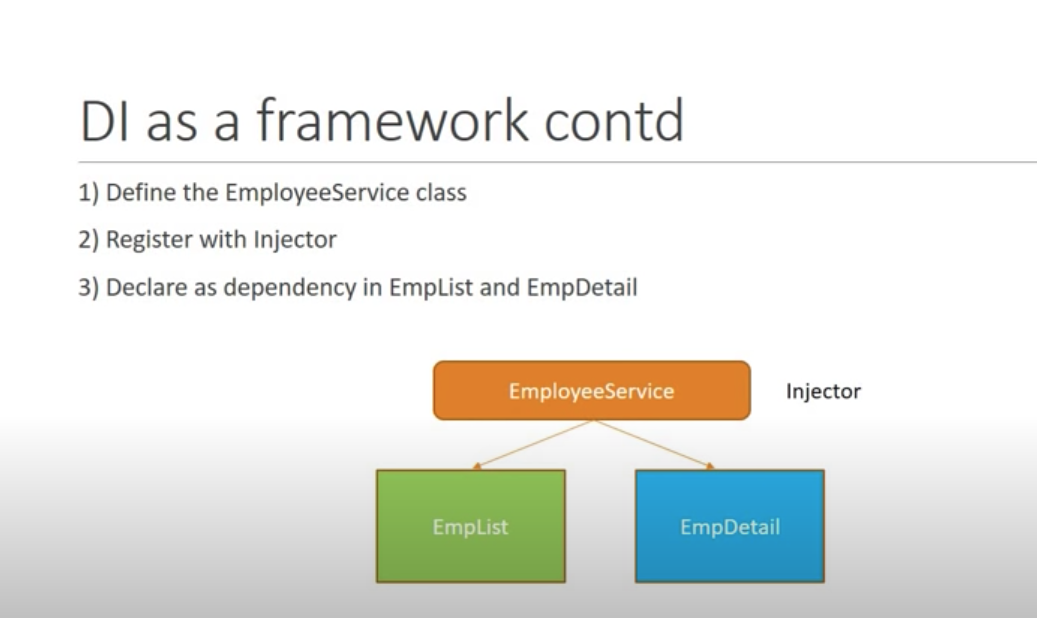 DI as a framework contd
1) Define the EmployeeService class
2) Register with Injector
3) Declare as dependency in EmpList and EmpDetail
EmployeeService
Injector
EmpList
EmpDetail